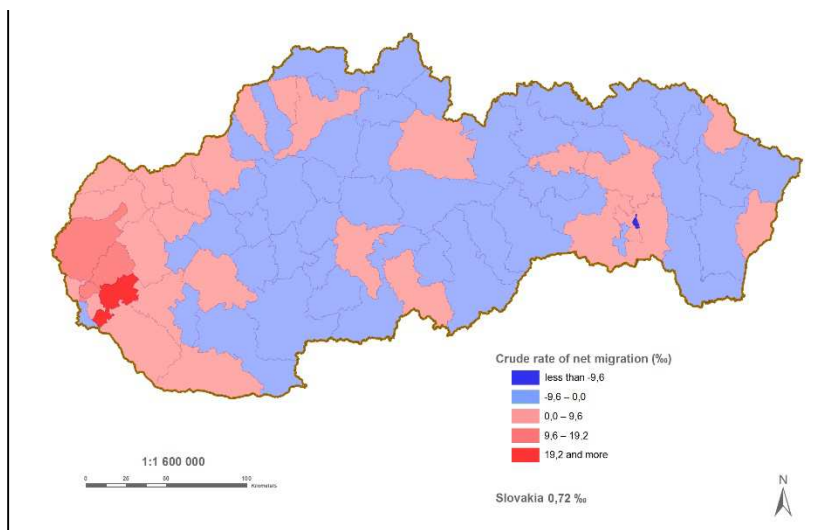 Crude rate of net migration (‰)
less than -9,6
-9,6 – 0,0
0,0 – 9,6
9,6 – 19,2
19,2 and more
1:1 600 000
0 25 50 100
Kilometers
Slovakia 0,72 ‰
N